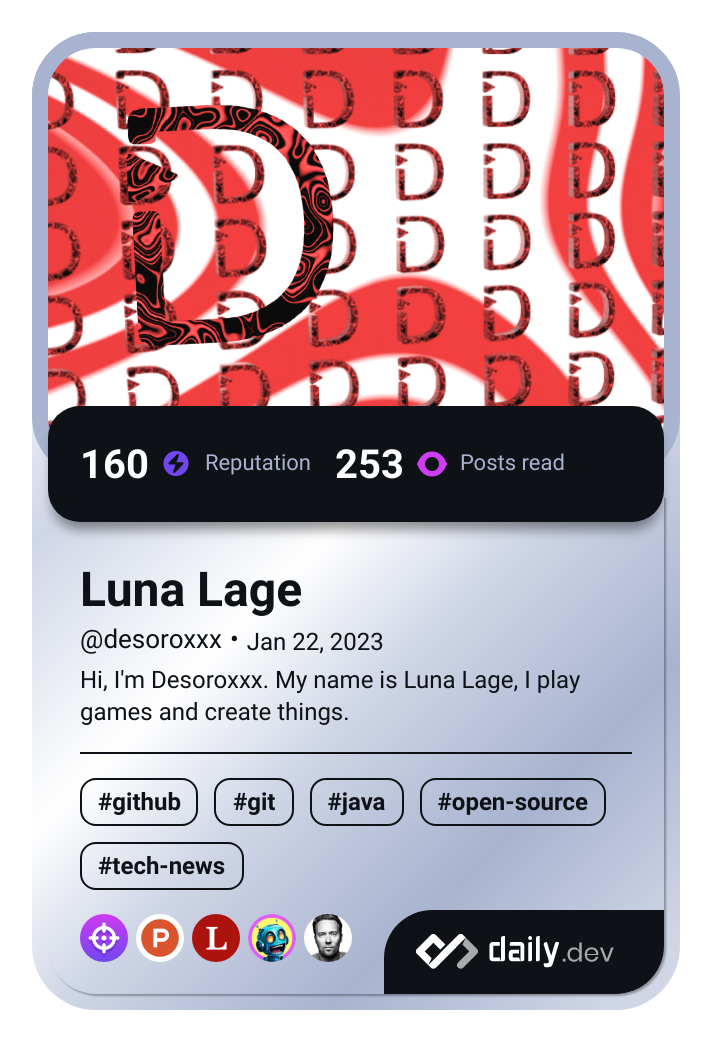 D
160 Reputation 253 Posts read
Luna Lage
@desoroxxx • Jan 22, 2023
Hi, I'm Desoroxxx. My name is Luna Lage, I play
games and create things.
#github #git #java #open-source
#tech-news
P L
daily.dev